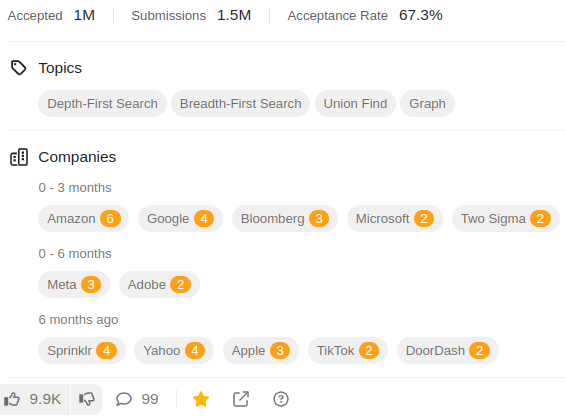 Accepted 1M Submissions 1.5M Acceptance Rate 67.3%
Topics
Depth-First Search Breadth-First Search Union Find Graph
Companies
0 - 3 months
Amazon 6 Google 4 Bloomberg 3 Microsoft 2 Two Sigma 2
0 - 6 months
Meta 3 Adobe 2
6 months ago
Sprinklr 4 Yahoo 4 Apple 3 TikTok 2 DoorDash 2
9.9K 99 ?